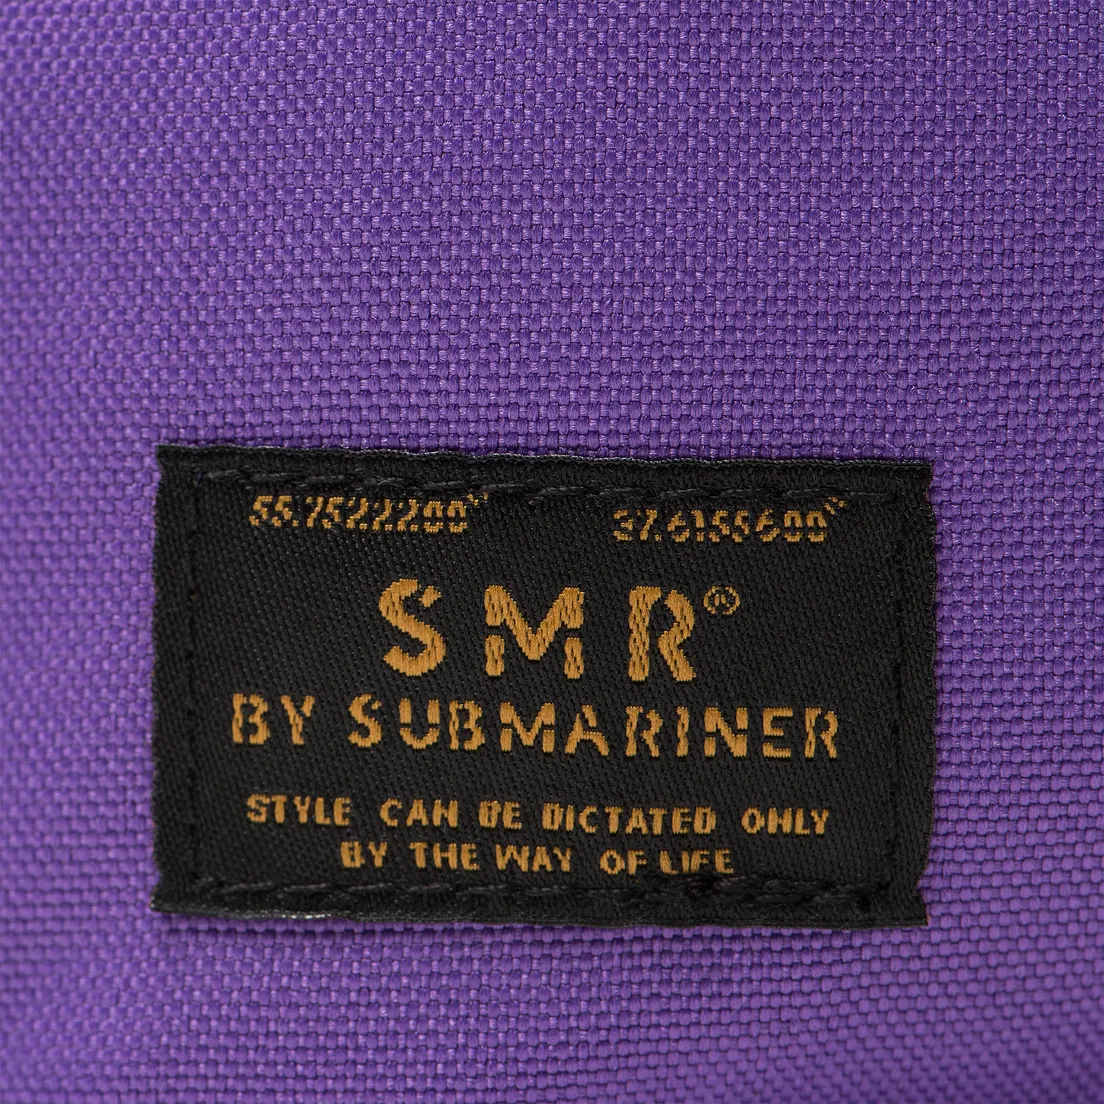 55.7522200" 37.6155600"
SMR®
BY SUBMARINER
STYLE CAN BE DICTATED ONLY
BY THE WAY OF LIFE